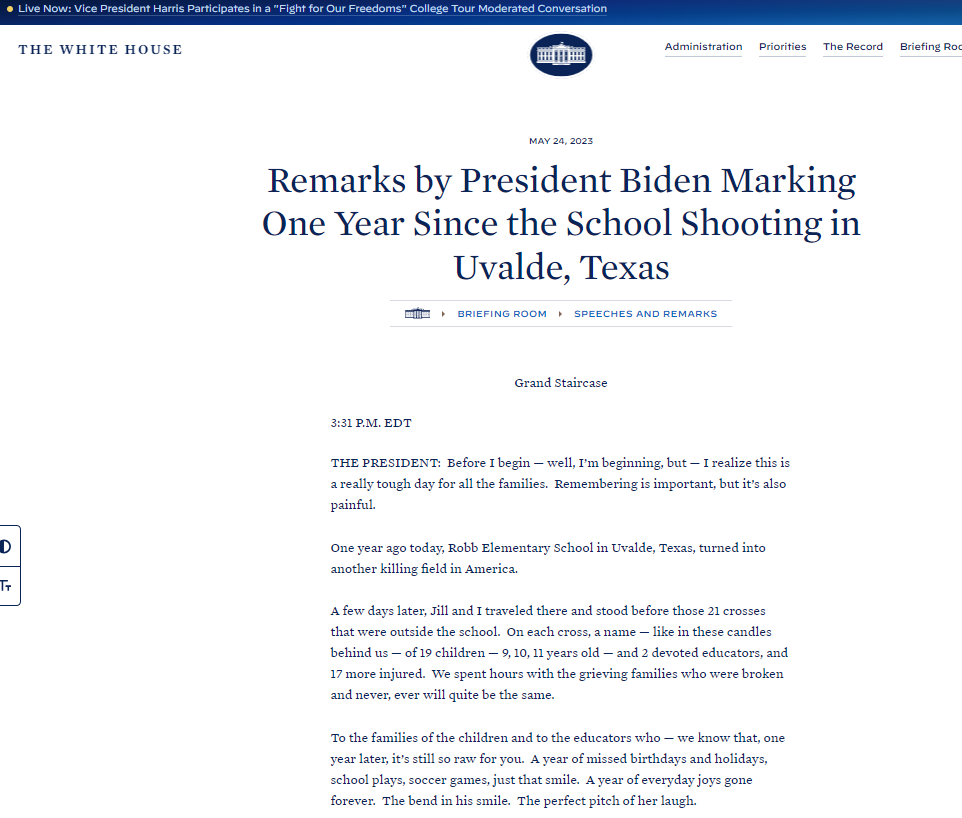 Live Now: Vice President Harris Participates in a "Fight for Our Freedoms" College Tour Moderated Conversation
THE WHITE HOUSE
Administration
Priorities
The Record
Briefing
MAY 24, 2023
Remarks by President Biden Marking
One Year Since the School Shooting in
Uvalde, Texas
BRIEFING ROOM
SPEECHES AND REMARKS
Grand Staircase
3:31 P.M. EDT
THE PRESIDENT:  Before I begin — well, I’m beginning, but — I realize this is
a really tough day for all the families.  Remembering is important, but it’s also
painful.
One year ago today, Robb Elementary School in Uvalde, Texas, turned into
another killing field in America.
A few days later, Jill and I traveled there and stood before those 21 crosses
that were outside the school.  On each cross, a name — like in these candles
behind us — of 19 children — 9, 10, 11 years old — and 2 devoted educators, and
17 more injured.  We spent hours with the grieving families who were broken
and never, ever will quite be the same.
To the families of the children and to the educators who — we know that, one
year later, it’s still so raw for you.  A year of missed birthdays and holidays,
school plays, soccer games, just that smile.  A year of everyday joys gone
forever.  The bend in his smile.  The perfect pitch of her laugh.
Tт